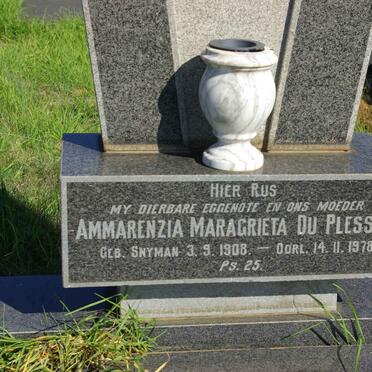 HIER RUS
MY DIERBARE EGGENOTE EN ONS MOEDER
AMMARENZIA MARAGRIETA DU PLESS
GEB. SNYMAN 3.9.1908. — OORL. 14.11.1978
PS. 25.